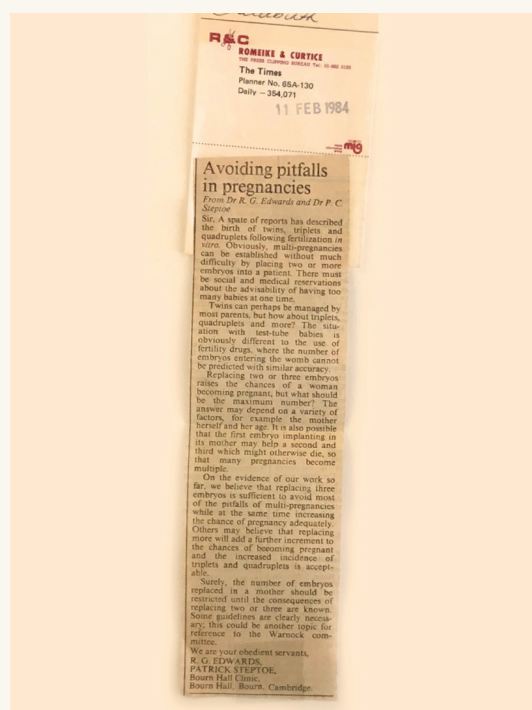 R&C
ROMEIKE & CURTICE
THE PRESS CLIPPING BUREAU Tel: 01-882 0155
The Times
Planner No. 65A-130
Daily – 354,071
11 FEB 1984
mig
Avoiding pitfalls
in pregnancies
From Dr R. G. Edwards and Dr P. C.
Steptoe
Sir, A spate of reports has described
the birth of twins, triplets and
quadruplets following fertilization in
vitro. Obviously, multi-pregnancies
can be established without much
difficulty by placing two or more
embryos into a patient. There must
be social and medical reservations
about the advisability of having too
many babies at one time.
Twins can perhaps be managed by
most parents, but how about triplets,
quadruplets and more? The situ-
ation with test-tube babies is
obviously different to the use of
fertility drugs, where the number of
embryos entering the womb cannot
be predicted with similar accuracy.
Replacing two or three embryos
raises the chances of a woman
becoming pregnant, but what should
be the maximum number? The
answer may depend on a variety of
factors, for example the mother
herself and her age. It is also possible
that the first embryo implanting in
its mother may help a second and
third which might otherwise die, so
that many pregnancies become
multiple.
On the evidence of our work so
far, we believe that replacing three
embryos is sufficient to avoid most
of the pitfalls of multi-pregnancies
while at the same time increasing
the chance of pregnancy adequately.
Others may believe that replacing
more will add a further increment to
the chances of becoming pregnant
and the increased incidence of
triplets and quadruplets is accept-
able.
Surely, the number of embryos
replaced in a mother should be
restricted until the consequences of
replacing two or three are known.
Some guidelines are clearly necess-
ary; this could be another topic for
reference to the Warnock com-
mittee.
We are your obedient servants,
R. G. EDWARDS,
PATRICK STEPTOE,
Bourn Hall Clinic,
Bourn Hall, Bourn, Cambridge.